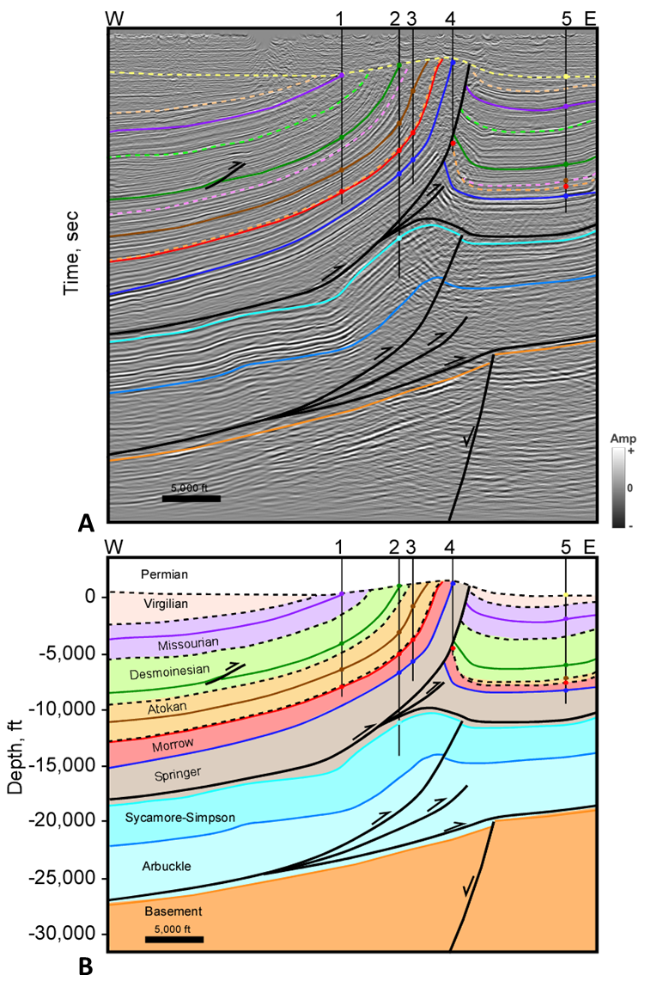 W 1 2 3 4 5 E
Time, sec
5,000 ft
Amp
+
0
-
A
W 1 2 3 4 5 E
Permian
0
Virgilian
Missourian
-5,000
Desmoinesian
Atokan
-10,000
Morrow
-15,000
Springer
Depth, ft
Sycamore-Simpson
-20,000
Arbuckle
-25,000
Basement
5,000 ft
-30,000
B